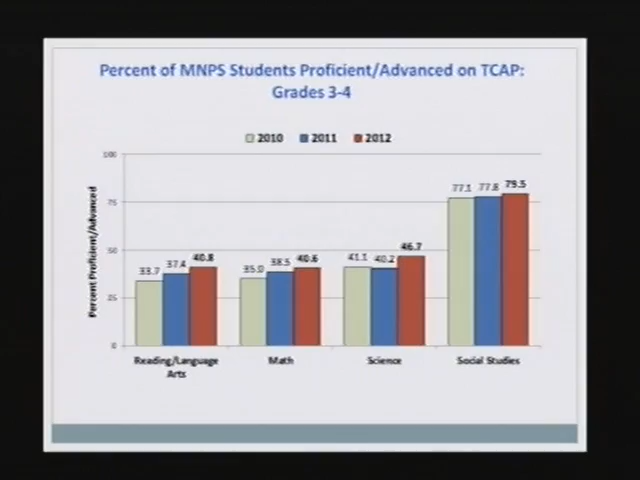 Percent of MNPS Students Proficient/Advanced on TCAP:
Grades 3-4
2010 2011 2012
Percent Proficient/Advanced
100
75
50
25
0
33.7 37.4 40.8
35.0 38.5 40.6
41.1 40.2 46.7
77.1 77.8 79.5
Reading/Language Arts
Math
Science
Social Studies